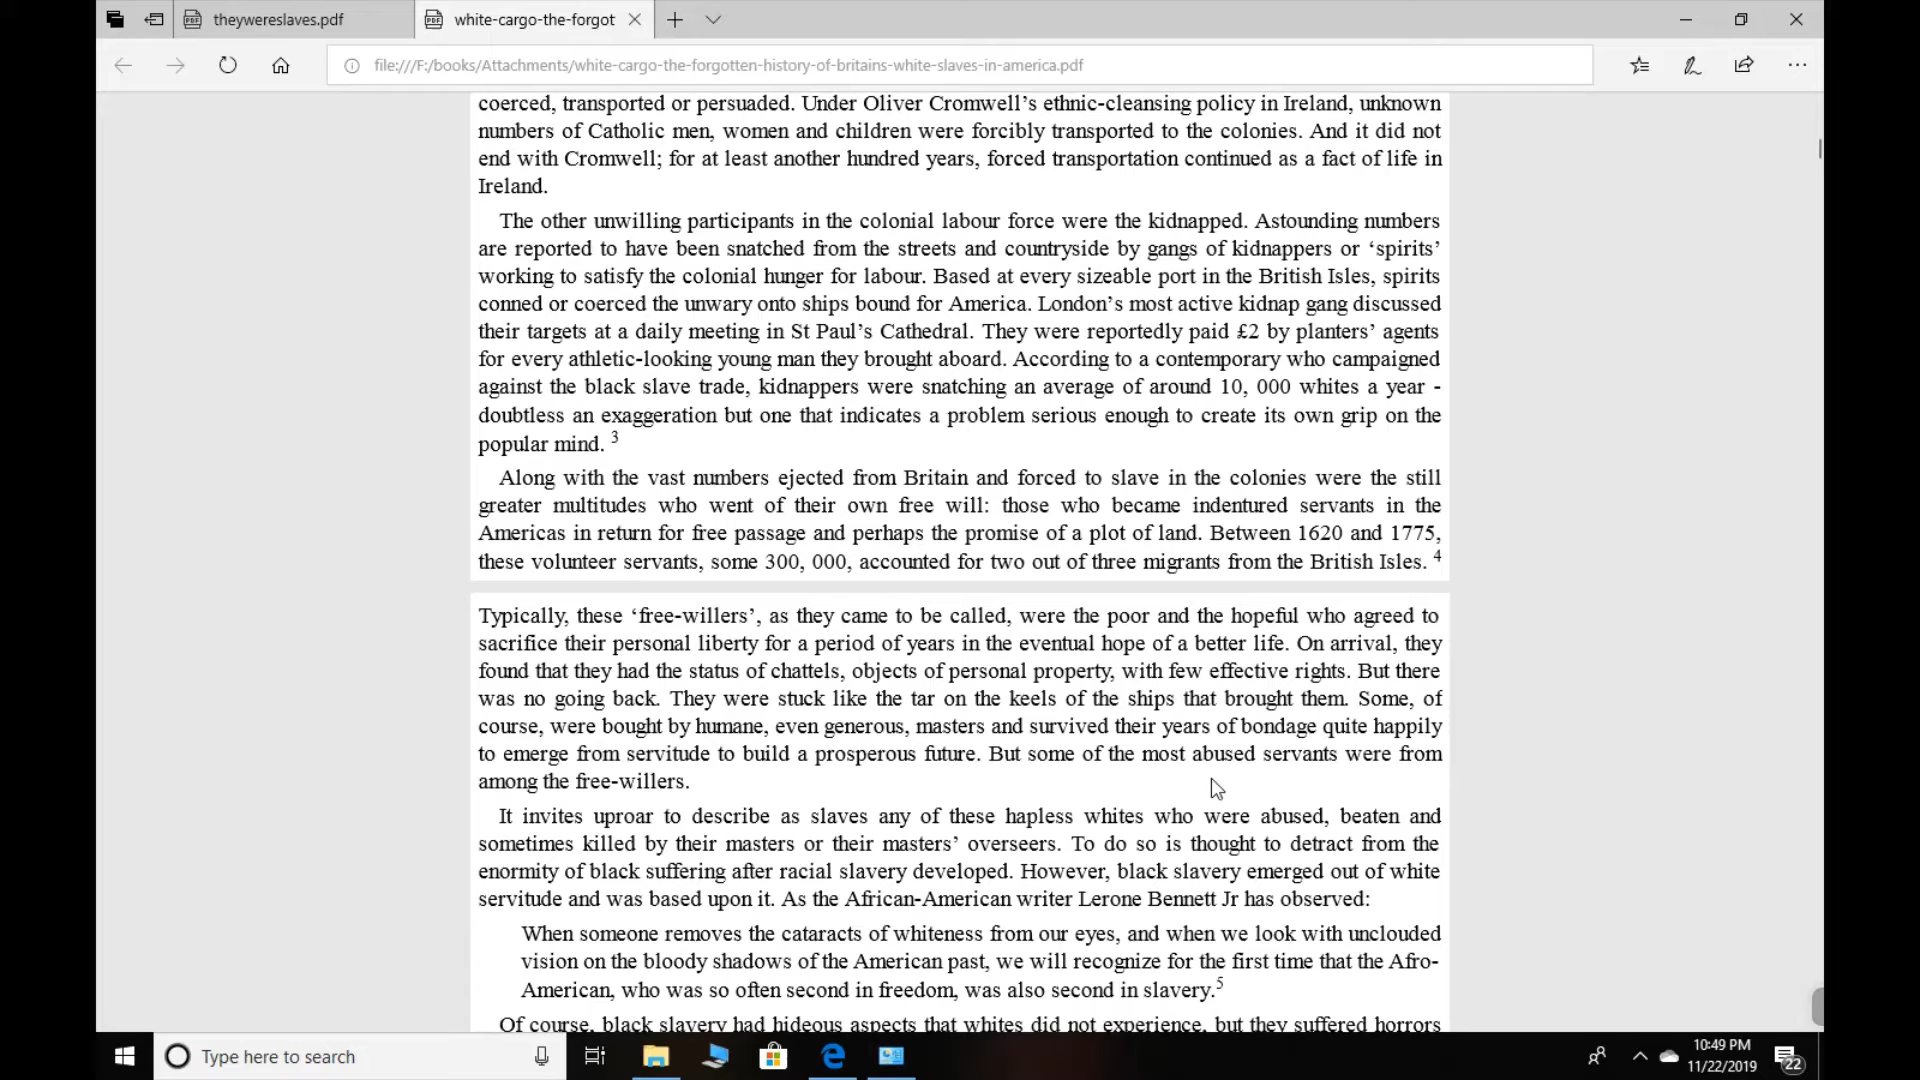 theywereslaves.pdf
white-cargo-the-forgot
file:///F:/books/Attachments/white-cargo-the-forgotten-history-of-britains-white-slaves-in-america.pdf
coerced, transported or persuaded. Under Oliver Cromwell’s ethnic-cleansing policy in Ireland, unknown
numbers of Catholic men, women and children were forcibly transported to the colonies. And it did not
end with Cromwell; for at least another hundred years, forced transportation continued as a fact of life in
Ireland.
The other unwilling participants in the colonial labour force were the kidnapped. Astounding numbers
are reported to have been snatched from the streets and countryside by gangs of kidnappers or ‘spirits’
working to satisfy the colonial hunger for labour. Based at every sizeable port in the British Isles, spirits
conned or coerced the unwary onto ships bound for America. London’s most active kidnap gang discussed
their targets at a daily meeting in St Paul’s Cathedral. They were reportedly paid £2 by planters’ agents
for every athletic-looking young man they brought aboard. According to a contemporary who campaigned
against the black slave trade, kidnappers were snatching an average of around 10, 000 whites a year -
doubtless an exaggeration but one that indicates a problem serious enough to create its own grip on the
popular mind. 3
Along with the vast numbers ejected from Britain and forced to slave in the colonies were the still
greater multitudes who went of their own free will: those who became indentured servants in the
Americas in return for free passage and perhaps the promise of a plot of land. Between 1620 and 1775,
these volunteer servants, some 300, 000, accounted for two out of three migrants from the British Isles. 4
Typically, these ‘free-willers’, as they came to be called, were the poor and the hopeful who agreed to
sacrifice their personal liberty for a period of years in the eventual hope of a better life. On arrival, they
found that they had the status of chattels, objects of personal property, with few effective rights. But there
was no going back. They were stuck like the tar on the keels of the ships that brought them. Some, of
course, were bought by humane, even generous, masters and survived their years of bondage quite happily
to emerge from servitude to build a prosperous future. But some of the most abused servants were from
among the free-willers.
It invites uproar to describe as slaves any of these hapless whites who were abused, beaten and
sometimes killed by their masters or their masters’ overseers. To do so is thought to detract from the
enormity of black suffering after racial slavery developed. However, black slavery emerged out of white
servitude and was based upon it. As the African-American writer Lerone Bennett Jr has observed:
When someone removes the cataracts of whiteness from our eyes, and when we look with unclouded
vision on the bloody shadows of the American past, we will recognize for the first time that the Afro-
American, who was so often second in freedom, was also second in slavery.5
Of course, black slavery had hideous aspects that whites did not experience, but they suffered horrors
Type here to search
10:49 PM
11/22/2019
22